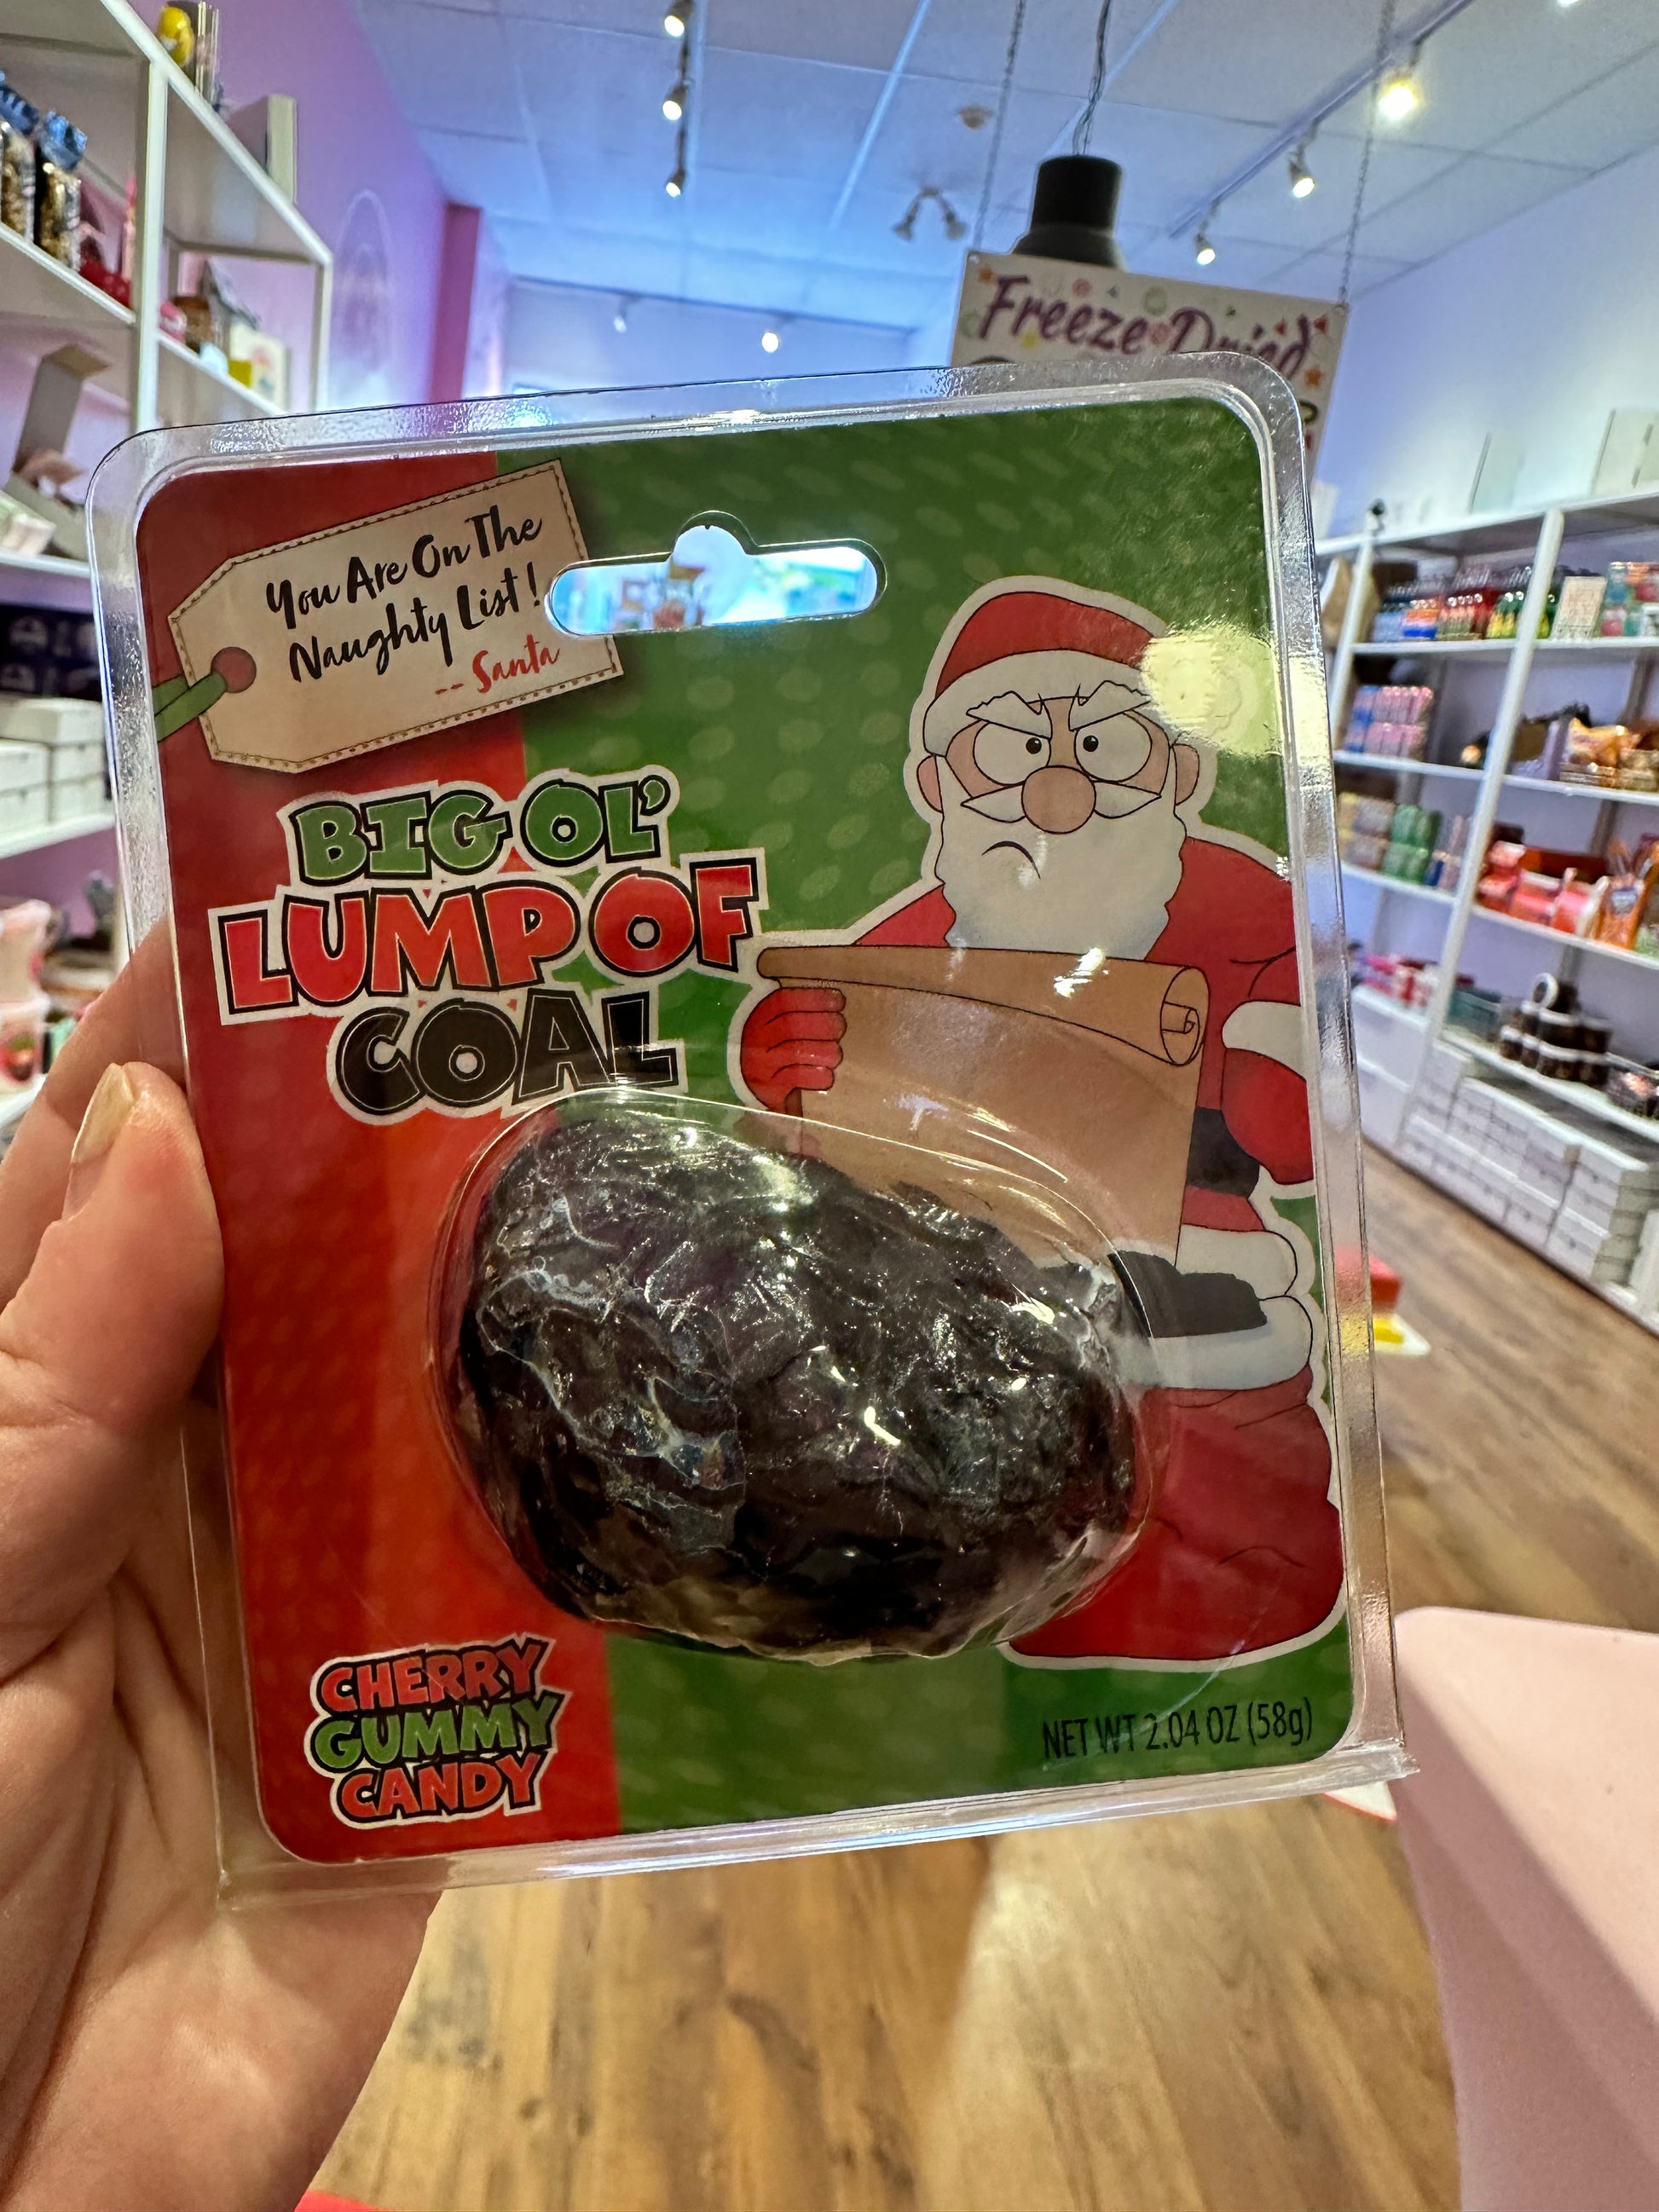 Freeze Dried
You Are On The
Naughty List!
-- Santa
BIG OL'
LUMP OF
COAL
CHERRY
GUMMY
CANDY
NET WT 2.04 OZ (58g)